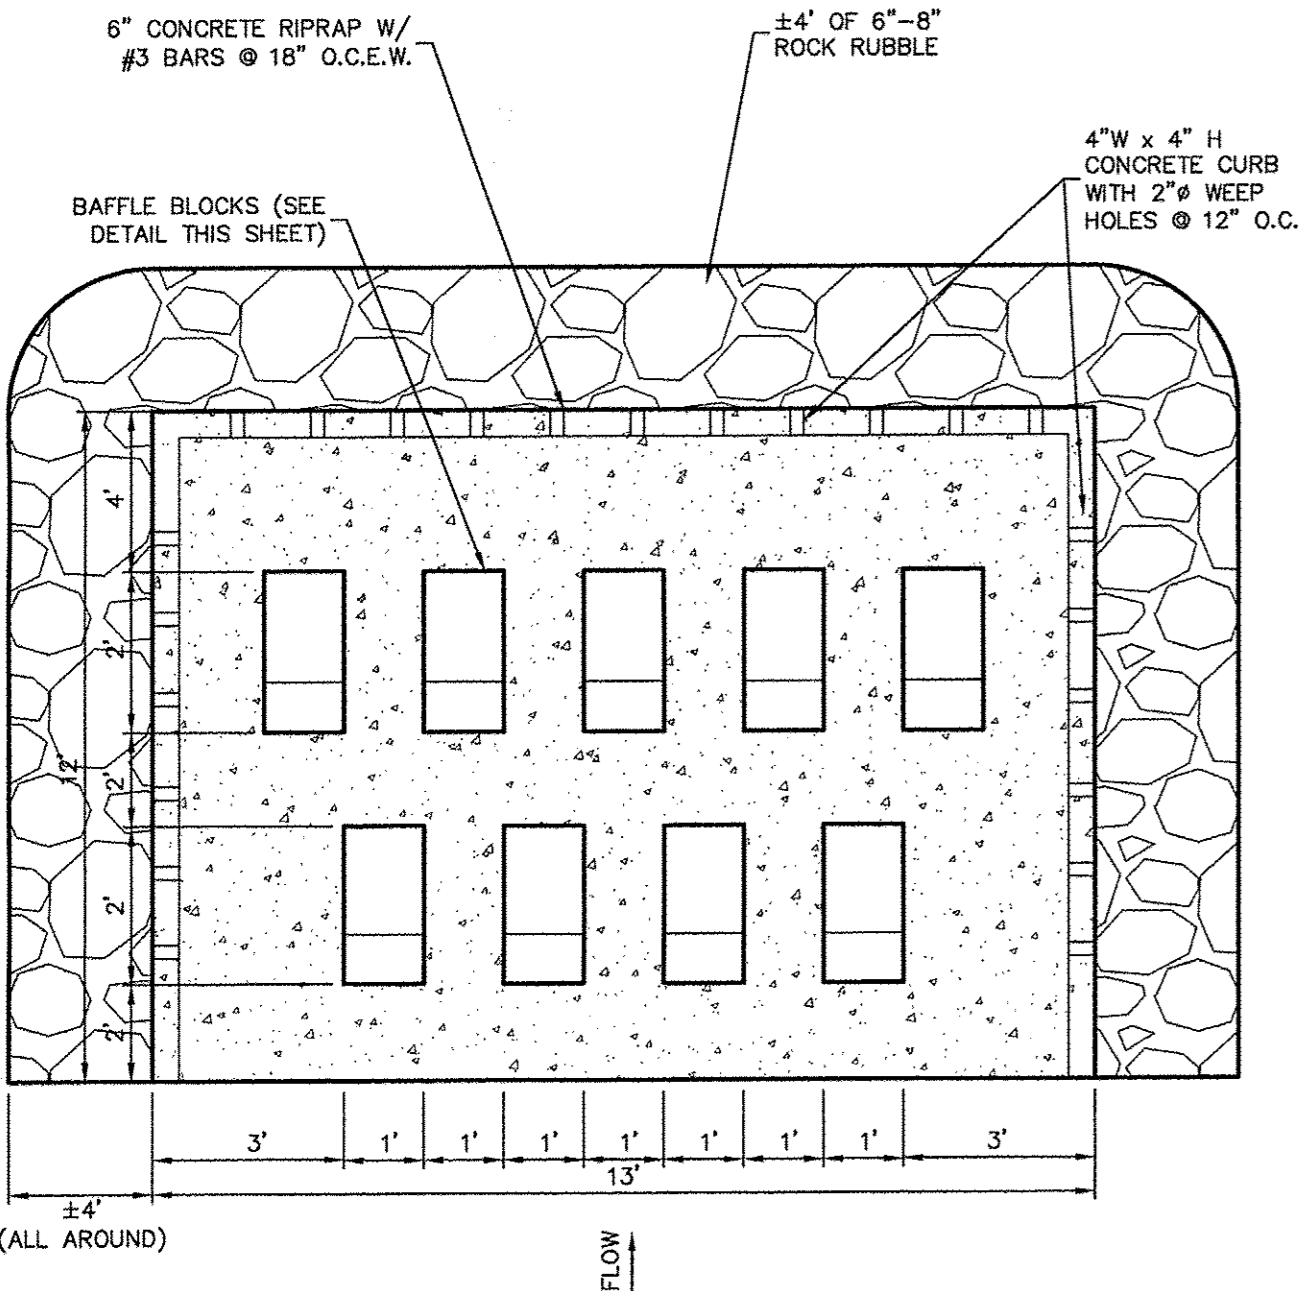 6" CONCRETE RIPRAP W/
#3 BARS @ 18" O.C.E.W.
±4' OF 6"-8"
ROCK RUBBLE
4"W x 4" H
CONCRETE CURB
WITH 2"ø WEEP
HOLES @ 12" O.C.
BAFFLE BLOCKS (SEE
DETAIL THIS SHEET)
4'
2'
12'
2'
2'
2'
3'
1'
1'
1'
1'
1'
1'
1'
3'
13'
±4'
(ALL AROUND)
FLOW